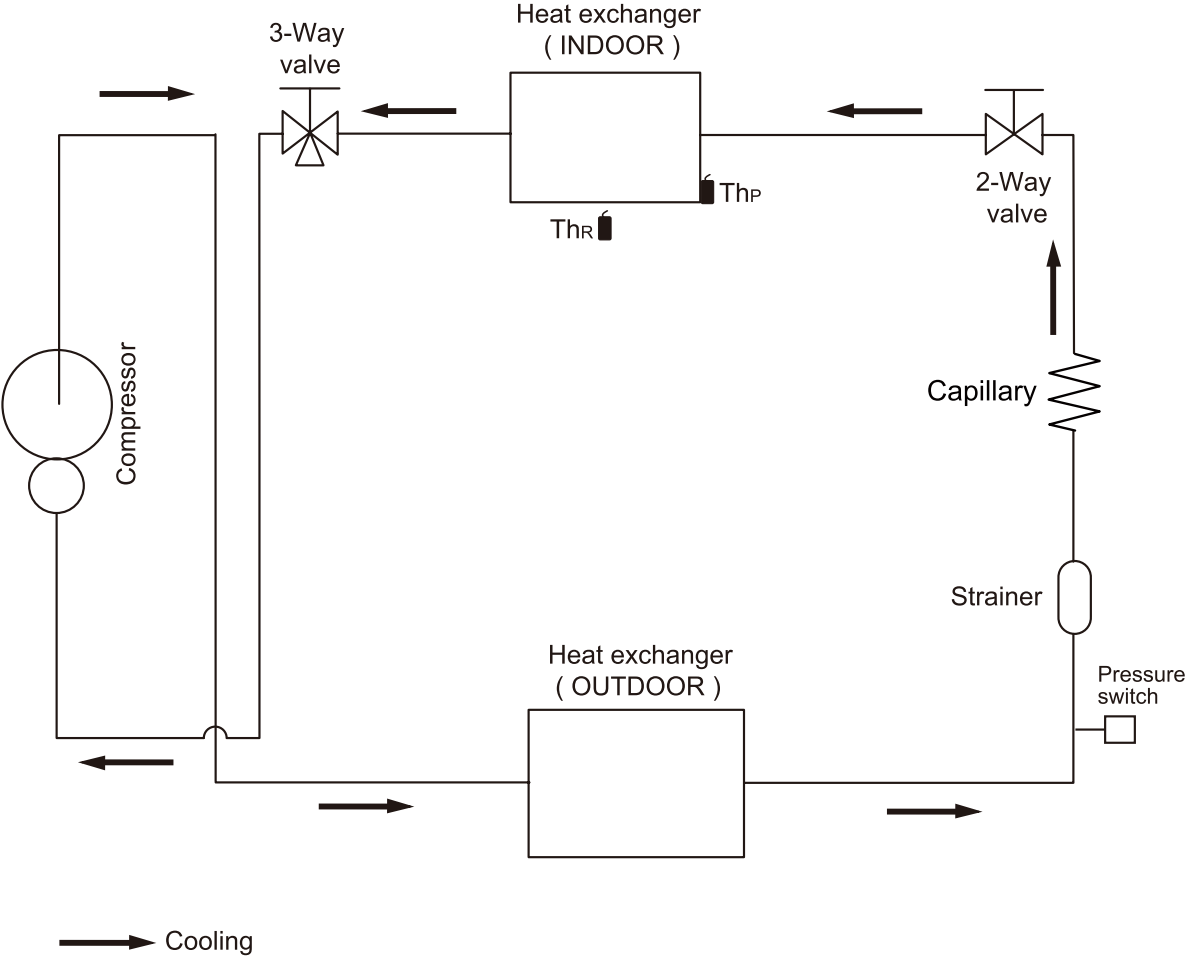 Heat exchanger
( INDOOR )
3-Way
valve
2-Way
valve
ThP
ThR
Compressor
Capillary
Strainer
Heat exchanger
( OUTDOOR )
Pressure
switch
Cooling